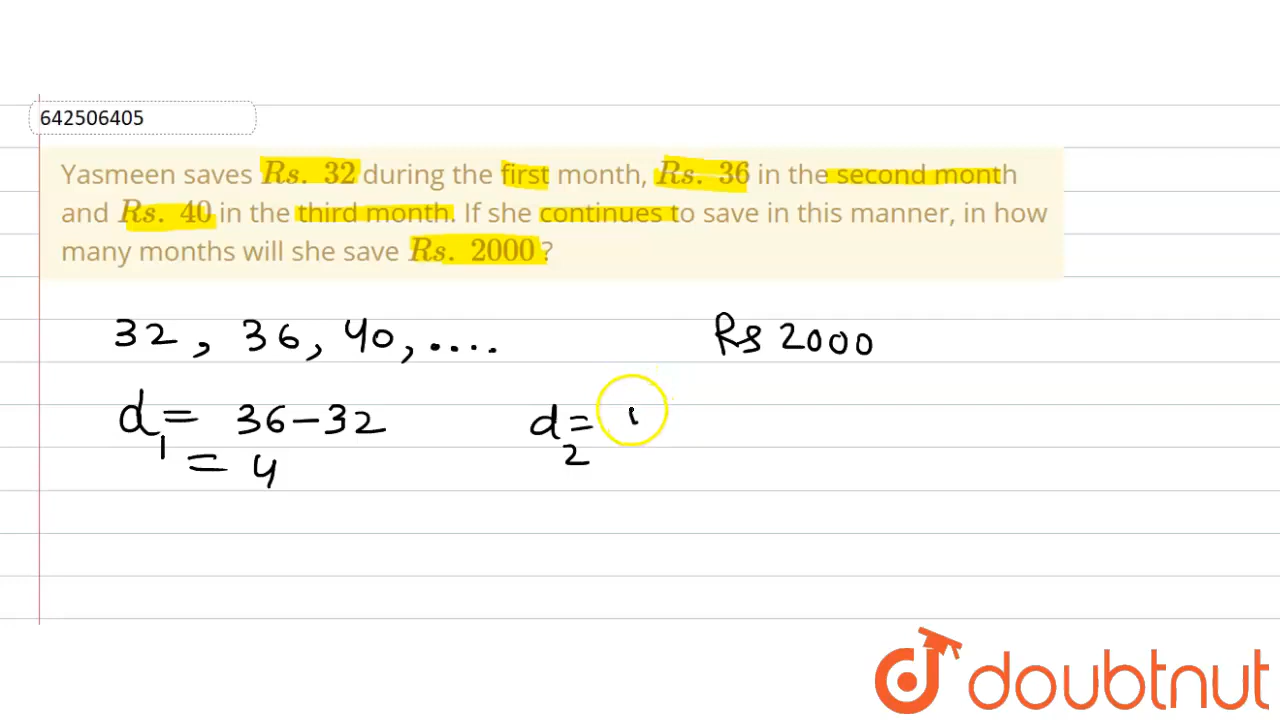 642506405
Yasmeen saves Rs. 32 during the first month, Rs. 36 in the second month
and Rs. 40 in the third month. If she continues to save in this manner, in how
many months will she save Rs. 2000 ?
32 , 36 , 40 , .... Rs 2000
d₁ = 36 – 32 d₂ =
= 4
doubtnut